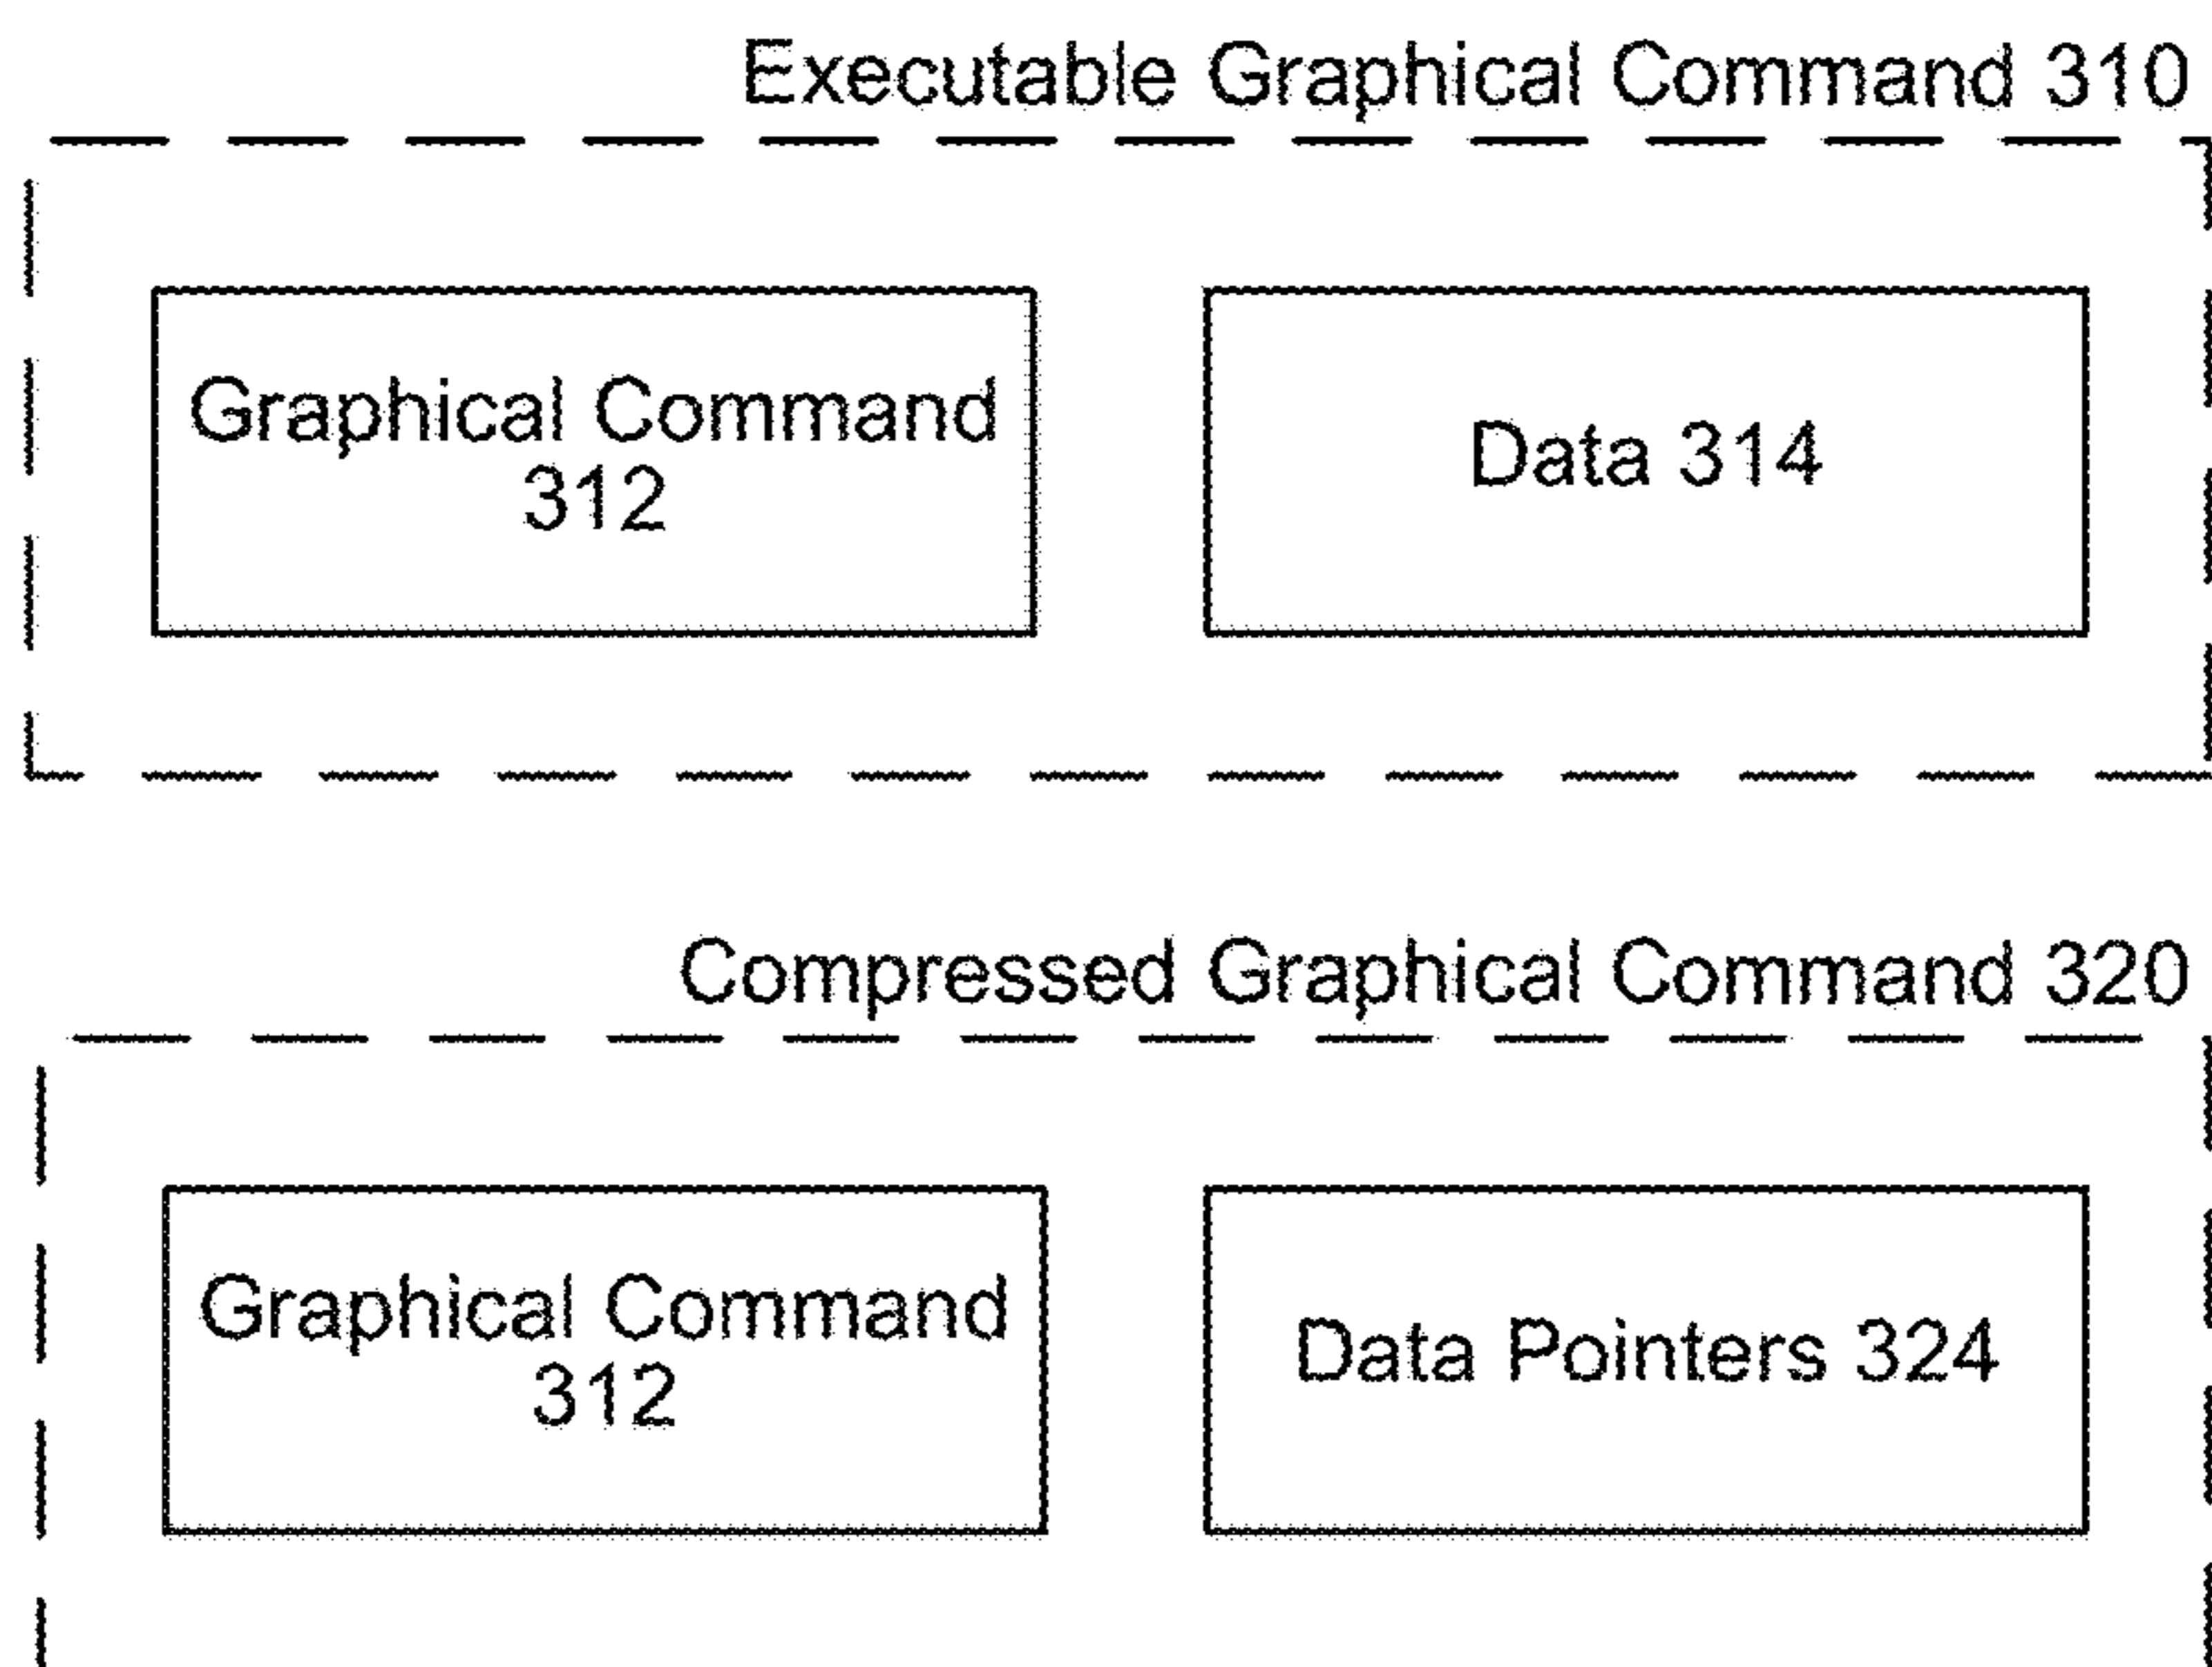 Executable Graphical Command 310
Graphical Command
312
Data 314
Compressed Graphical Command 320
Graphical Command
312
Data Pointers 324